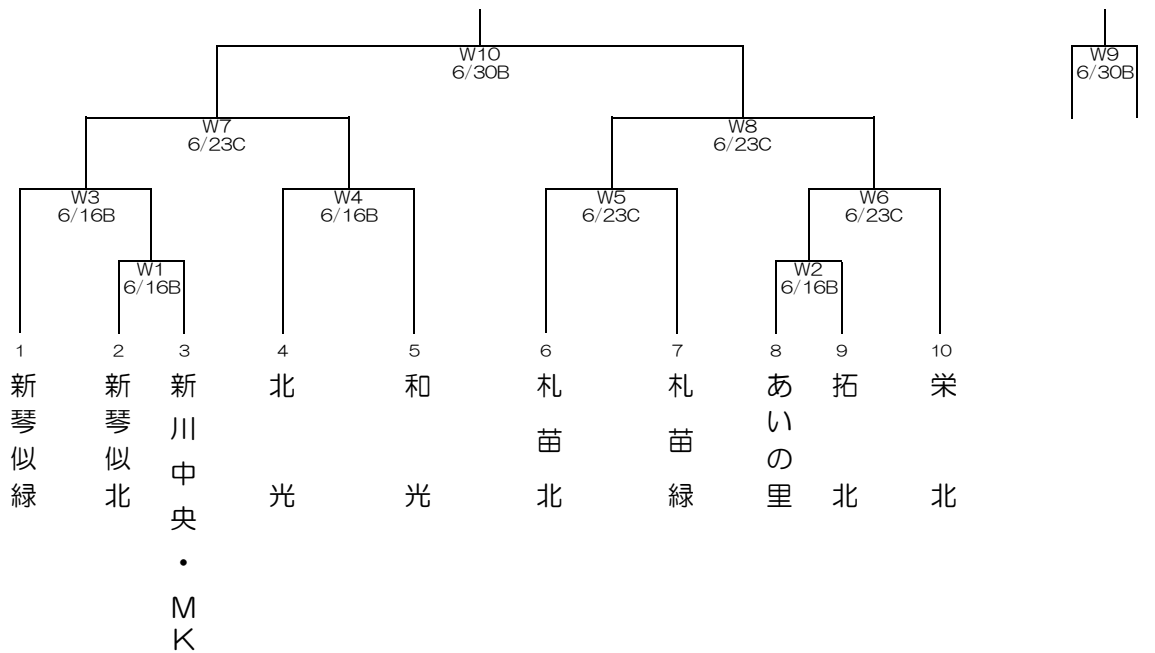 W10
6/30B
W9
6/30B
W7
6/23C
W8
6/23C
W3
6/16B
W4
6/16B
W5
6/23C
W6
6/23C
W1
6/16B
W2
6/16B
1
2
3
4
5
6
7
8
9
10
新琴似緑
新琴似北
新川中央・MK
北光
和光
札苗北
札苗緑
あいの里
拓北
栄北